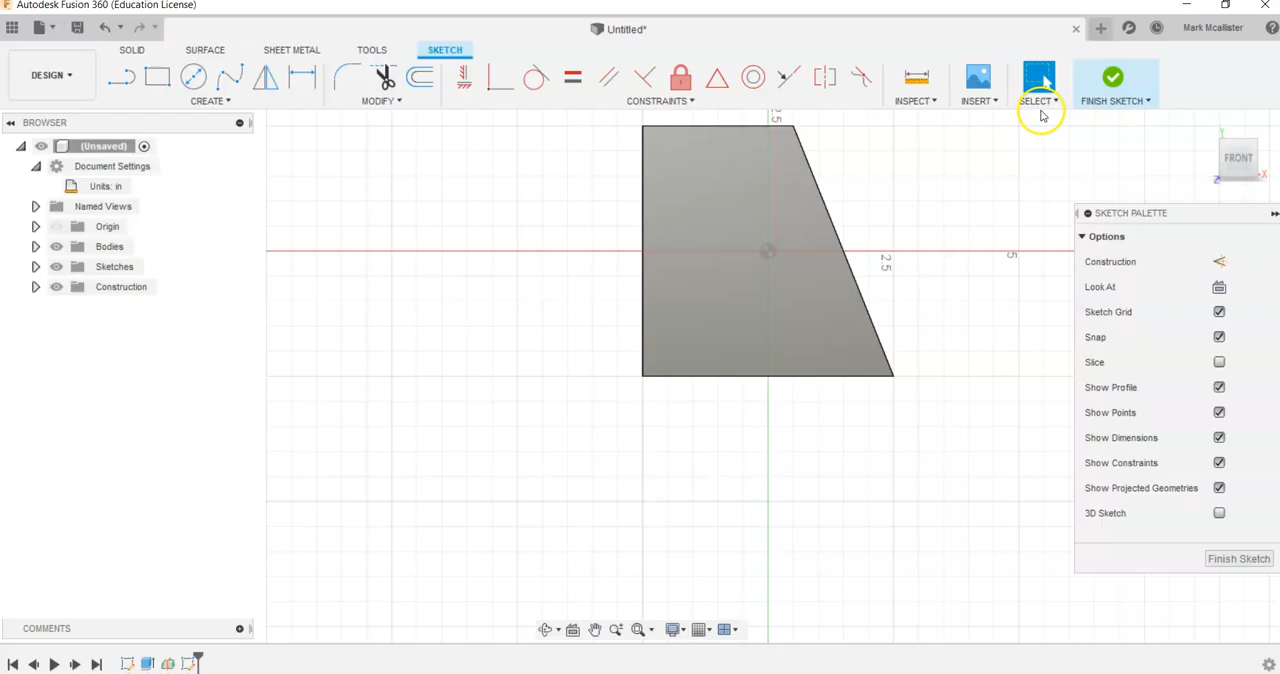 Autodesk Fusion 360 (Education License)
Untitled*
Mark Mcallister
SOLID SURFACE SHEET METAL TOOLS SKETCH
DESIGN ▾
CREATE ▾ MODIFY ▾ CONSTRAINTS ▾ INSPECT ▾ INSERT ▾ SELECT ▾ FINISH SKETCH ▾
BROWSER
(Unsaved)
Document Settings
Units: in
Named Views
Origin
Bodies
Sketches
Construction
2.5
2.5
5
Y
FRONT
X
Z
SKETCH PALETTE
Options
Construction
Look At
Sketch Grid
Snap
Slice
Show Profile
Show Points
Show Dimensions
Show Constraints
Show Projected Geometries
3D Sketch
Finish Sketch
COMMENTS